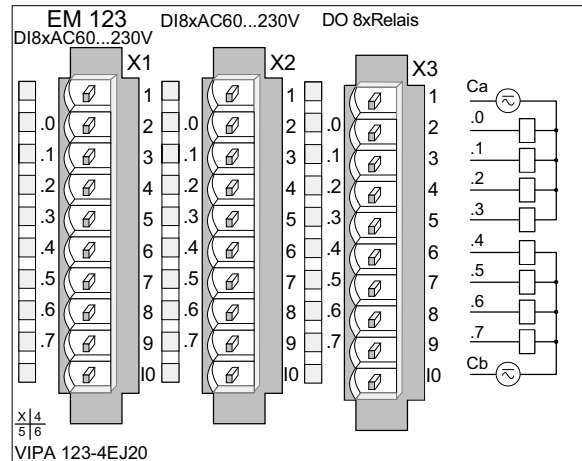 EM 123 DI8xAC60...230V DO 8xRelais
DI8xAC60...230V
X1 X2 X3
1 1 1 Ca
.0 2 .0 2 .0 2 .0
.1 3 .1 3 .1 3 .1
.2 4 .2 4 .2 4 .2
.3 5 .3 5 .3 5 .3
.4 6 .4 6 .4 6 .4
.5 7 .5 7 .5 7 .5
.6 8 .6 8 .6 8 .6
.7 9 .7 9 .7 9 .7
I0 I0 I0 Cb
X 4
5 6
VIPA 123-4EJ20